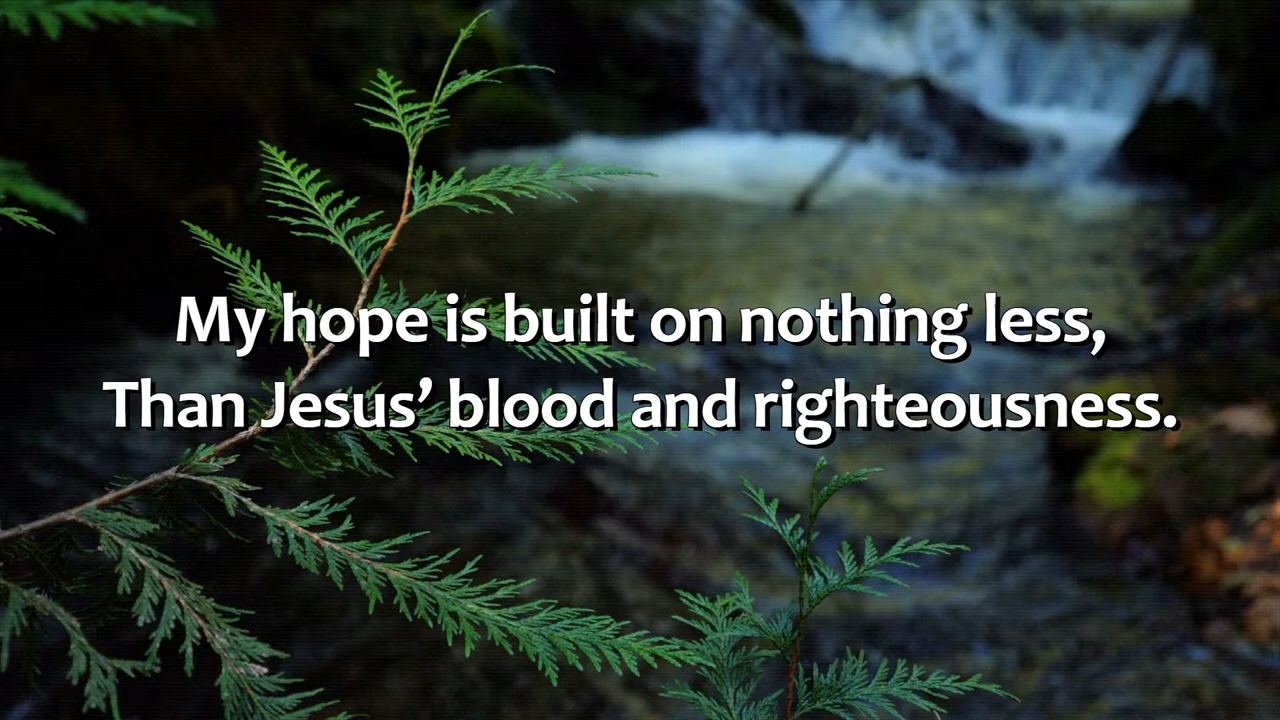 My hope is built on nothing less,
Than Jesus’ blood and righteousness.